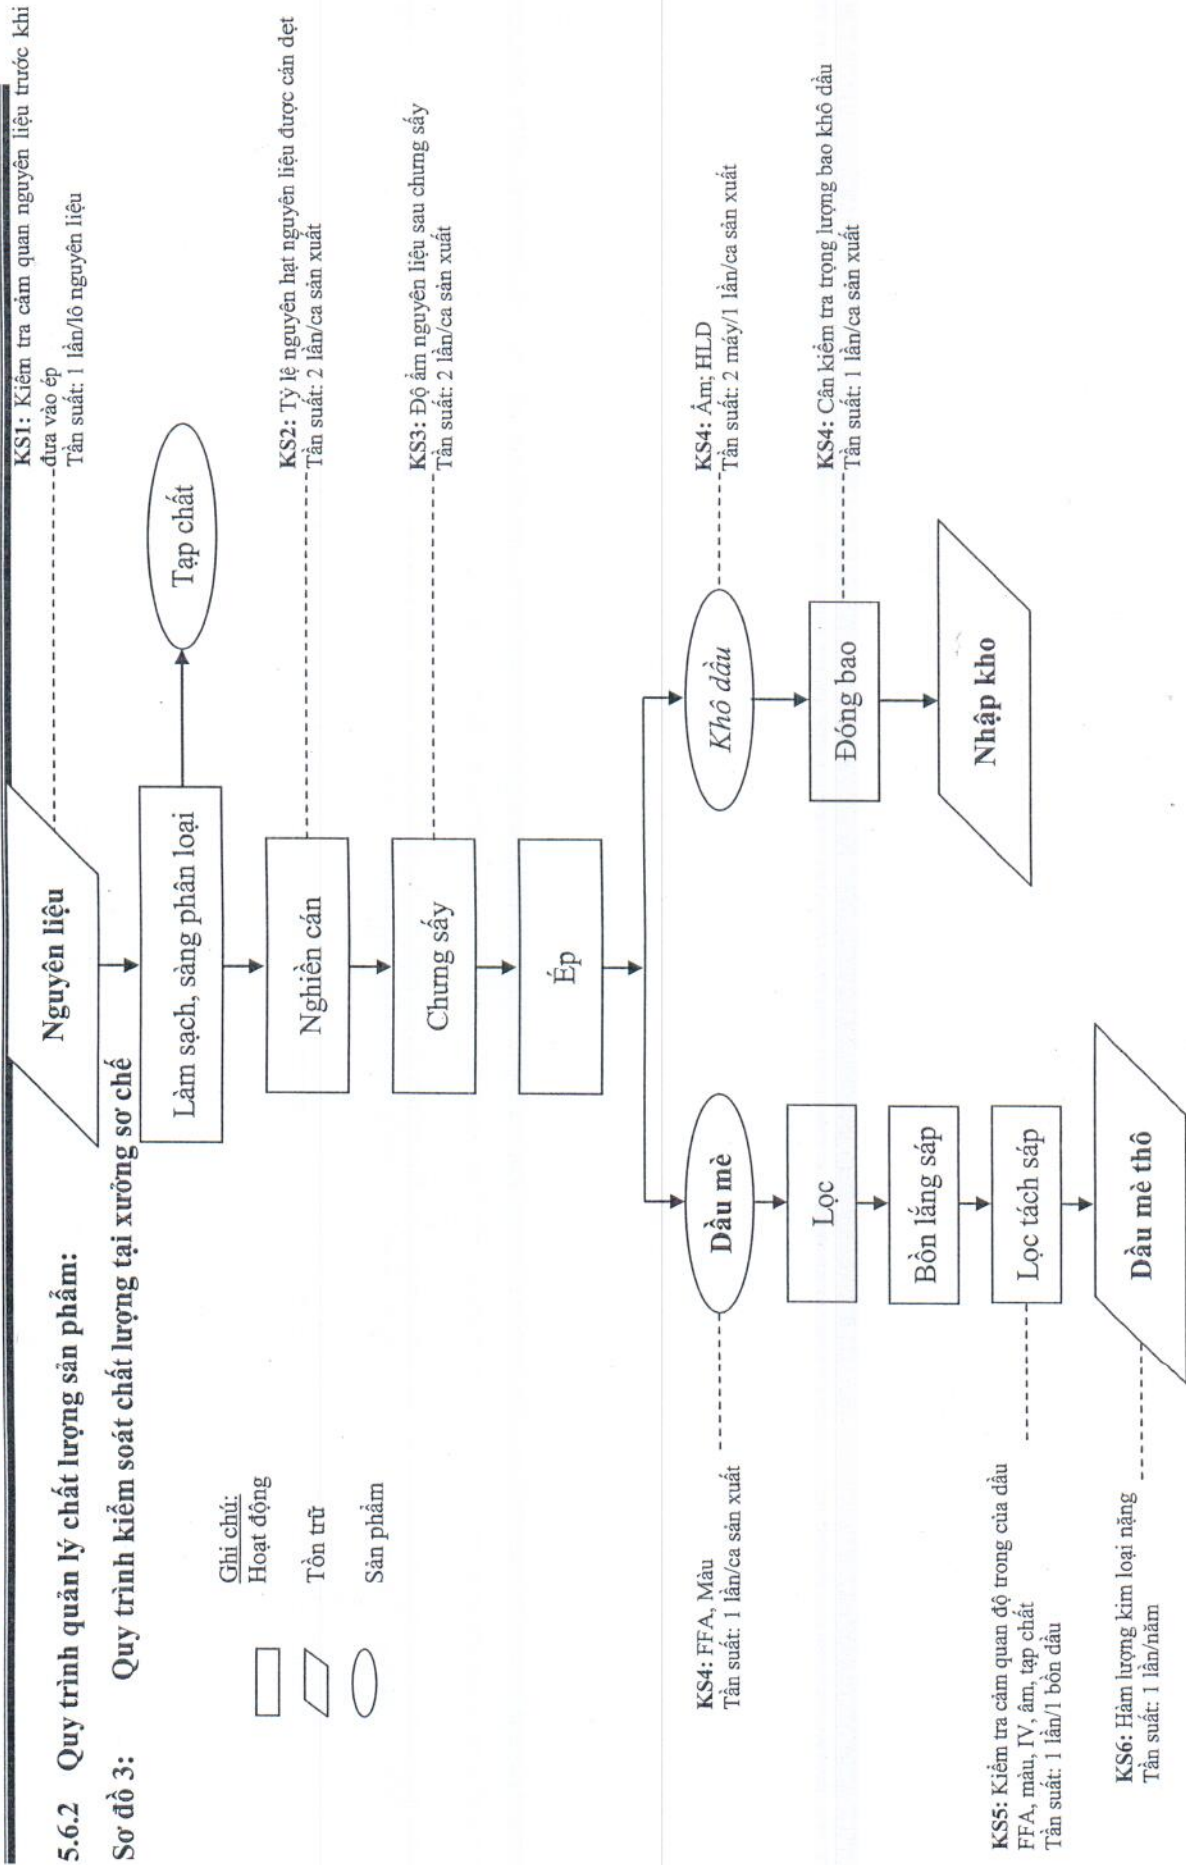 5.6.2 Quy trình quản lý chất lượng sản phẩm:
Sơ đồ 3: Quy trình kiểm soát chất lượng tại xưởng sơ chế
Ghi chú:
Hoạt động
Tồn trữ
Sản phẩm
Nguyên liệu
KS1: Kiểm tra cảm quan nguyên liệu trước khi
đưa vào ép
Tần suất: 1 lần/lô nguyên liệu
Làm sạch, sàng phân loại
Tạp chất
Nghiền cán
KS2: Tỷ lệ nguyên hạt nguyên liệu được cán dẹt
Tần suất: 2 lần/ca sản xuất
Chưng sấy
KS3: Độ ẩm nguyên liệu sau chưng sấy
Tần suất: 2 lần/ca sản xuất
Ép
KS4: FFA, Màu
Tần suất: 1 lần/ca sản xuất
Dầu mè
Khô dầu
KS4: Ẩm; HLD
Tần suất: 2 máy/1 lần/ca sản xuất
Lọc
Đóng bao
KS4: Cân kiểm tra trọng lượng bao khô dầu
Tần suất: 1 lần/ca sản xuất
Bồn lắng sáp
Nhập kho
KS5: Kiểm tra cảm quan độ trong của dầu
FFA, màu, IV, ẩm, tạp chất
Tần suất: 1 lần/1 bồn dầu
Lọc tách sáp
KS6: Hàm lượng kim loại nặng
Tần suất: 1 lần/năm
Dầu mè thô